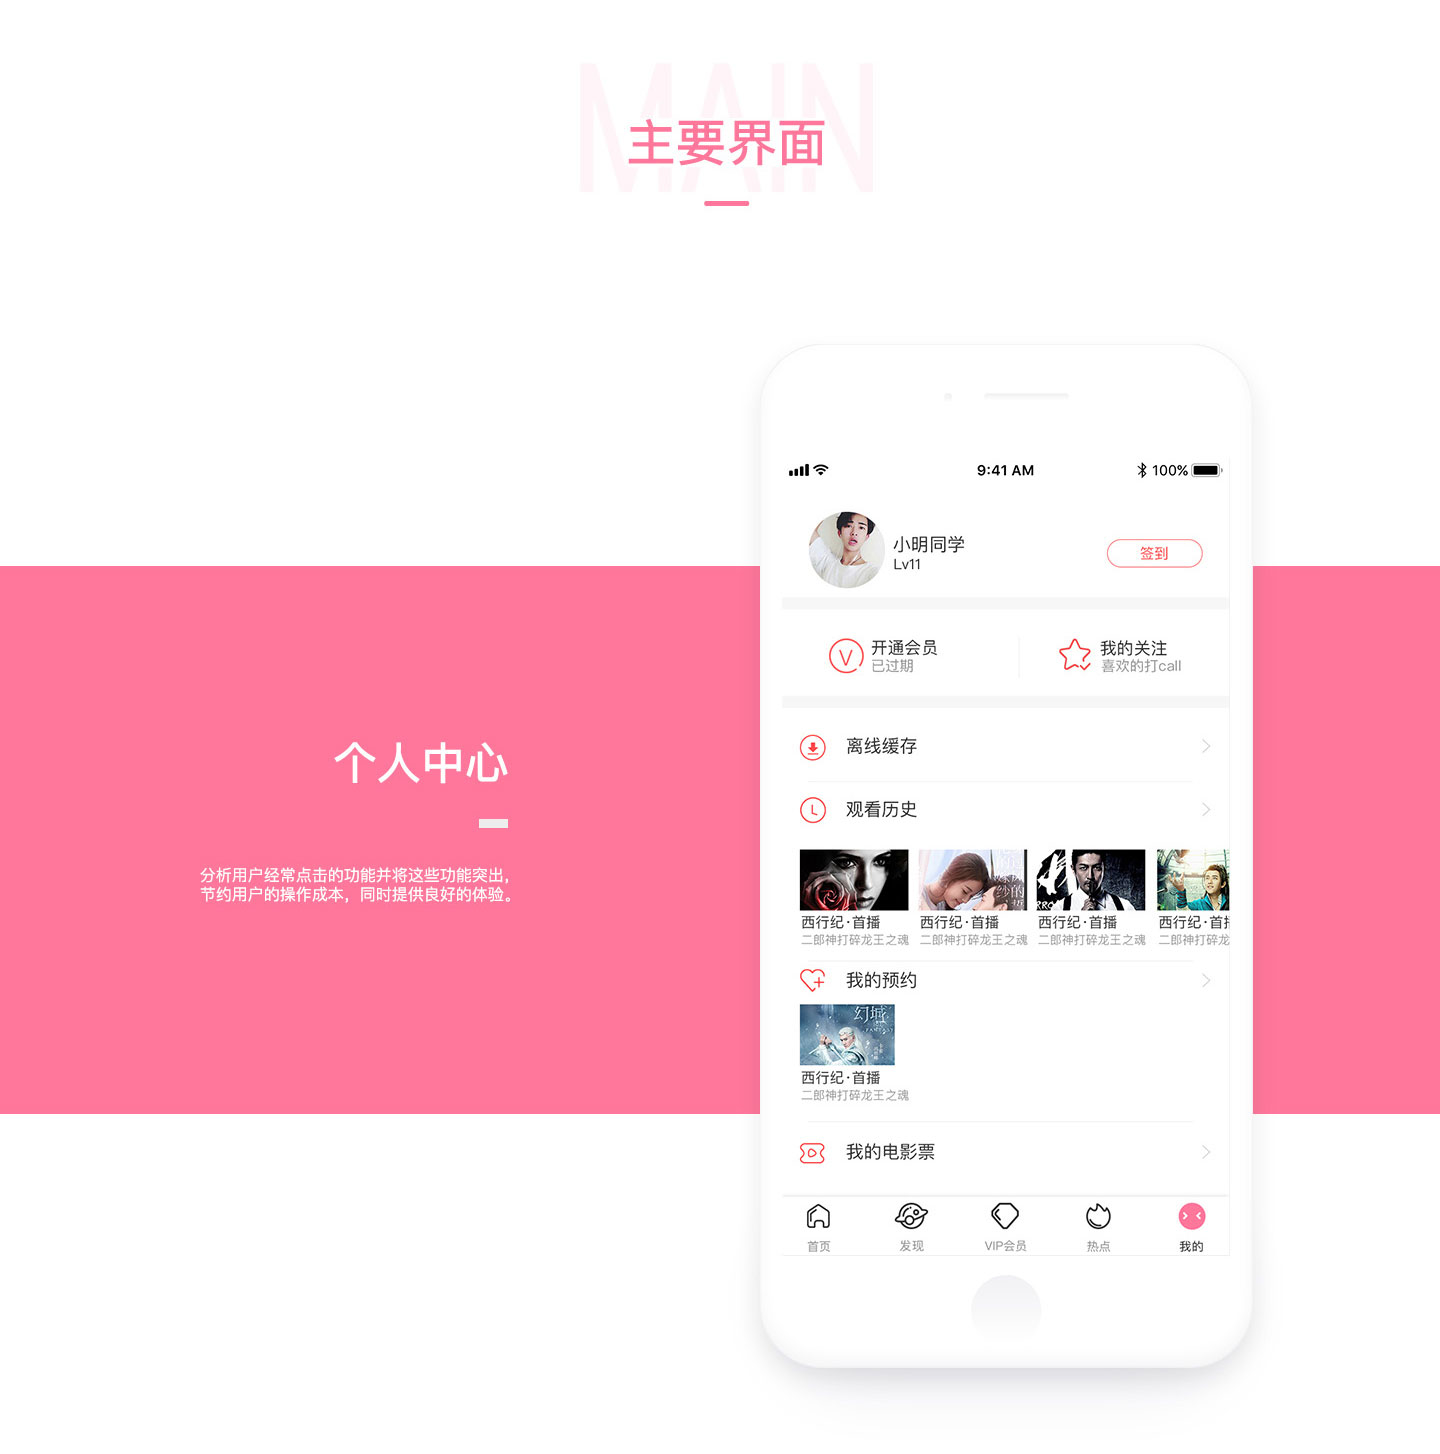 MAIN
主要界面
个人中心
分析用户经常点击的功能并将这些功能突出,
节约用户的操作成本，同时提供良好的体验。
9:41 AM
100%
小明同学
Lv11
签到
开通会员
已过期
我的关注
喜欢的打call
离线缓存
观看历史
西行纪·首播
二郎神打碎龙王之魂
西行纪·首播
二郎神打碎龙王之魂
西行纪·首播
二郎神打碎龙王之魂
西行纪·首
二郎神打碎龙
我的预约
幻城
西行纪·首播
二郎神打碎龙王之魂
我的电影票
首页
发现
VIP会员
热点
我的